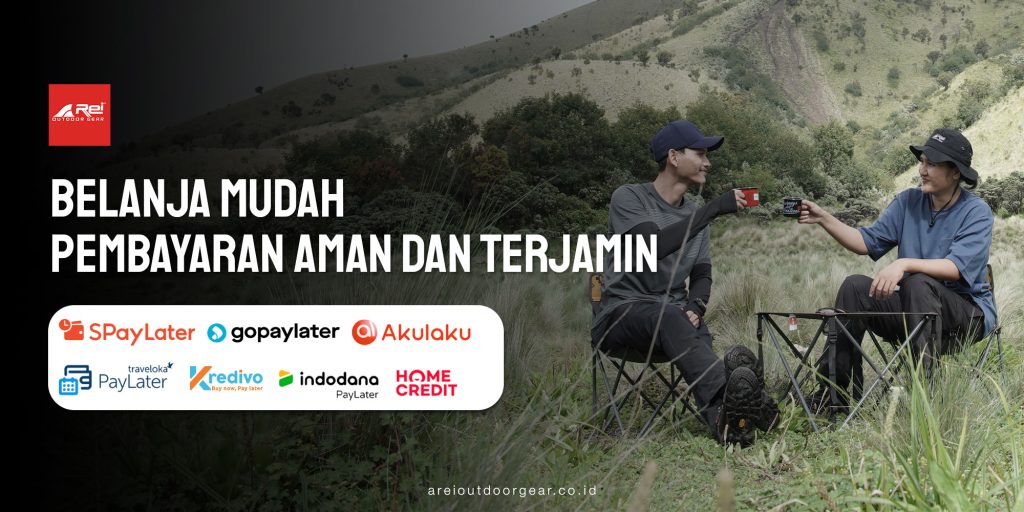 Rei
OUTDOOR GEAR
BELANJA MUDAH
PEMBAYARAN AMAN DAN TERJAMIN
SPayLater gopaylater Akulaku
traveloka PayLater
Kredivo
Buy now, Pay later
indodana
PayLater
HOME
CREDIT
areioutdoorgear.co.id